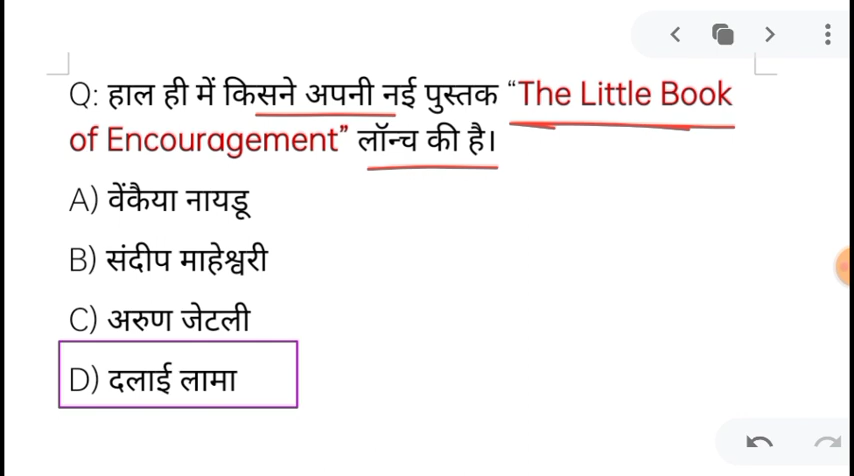 Q: हाल ही में किसने अपनी नई पुस्तक “The Little Book
of Encouragement” लॉन्च की है।
A) वेंकैया नायडू
B) संदीप माहेश्वरी
C) अरुण जेटली
D) दलाई लामा